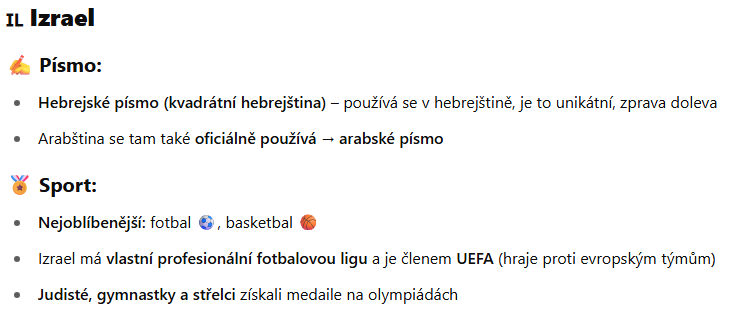 IL Izrael
✍️ Písmo:
• Hebrejské písmo (kvadrátní hebrejština) – používá se v hebrejštině, je to unikátní, zprava doleva
• Arabština se tam také oficiálně používá → arabské písmo
🏅 Sport:
• Nejoblíbenější: fotbal ⚽, basketbal 🏀
• Izrael má vlastní profesionální fotbalovou ligu a je členem UEFA (hraje proti evropským týmům)
• Judisté, gymnastky a střelci získali medaile na olympiádách